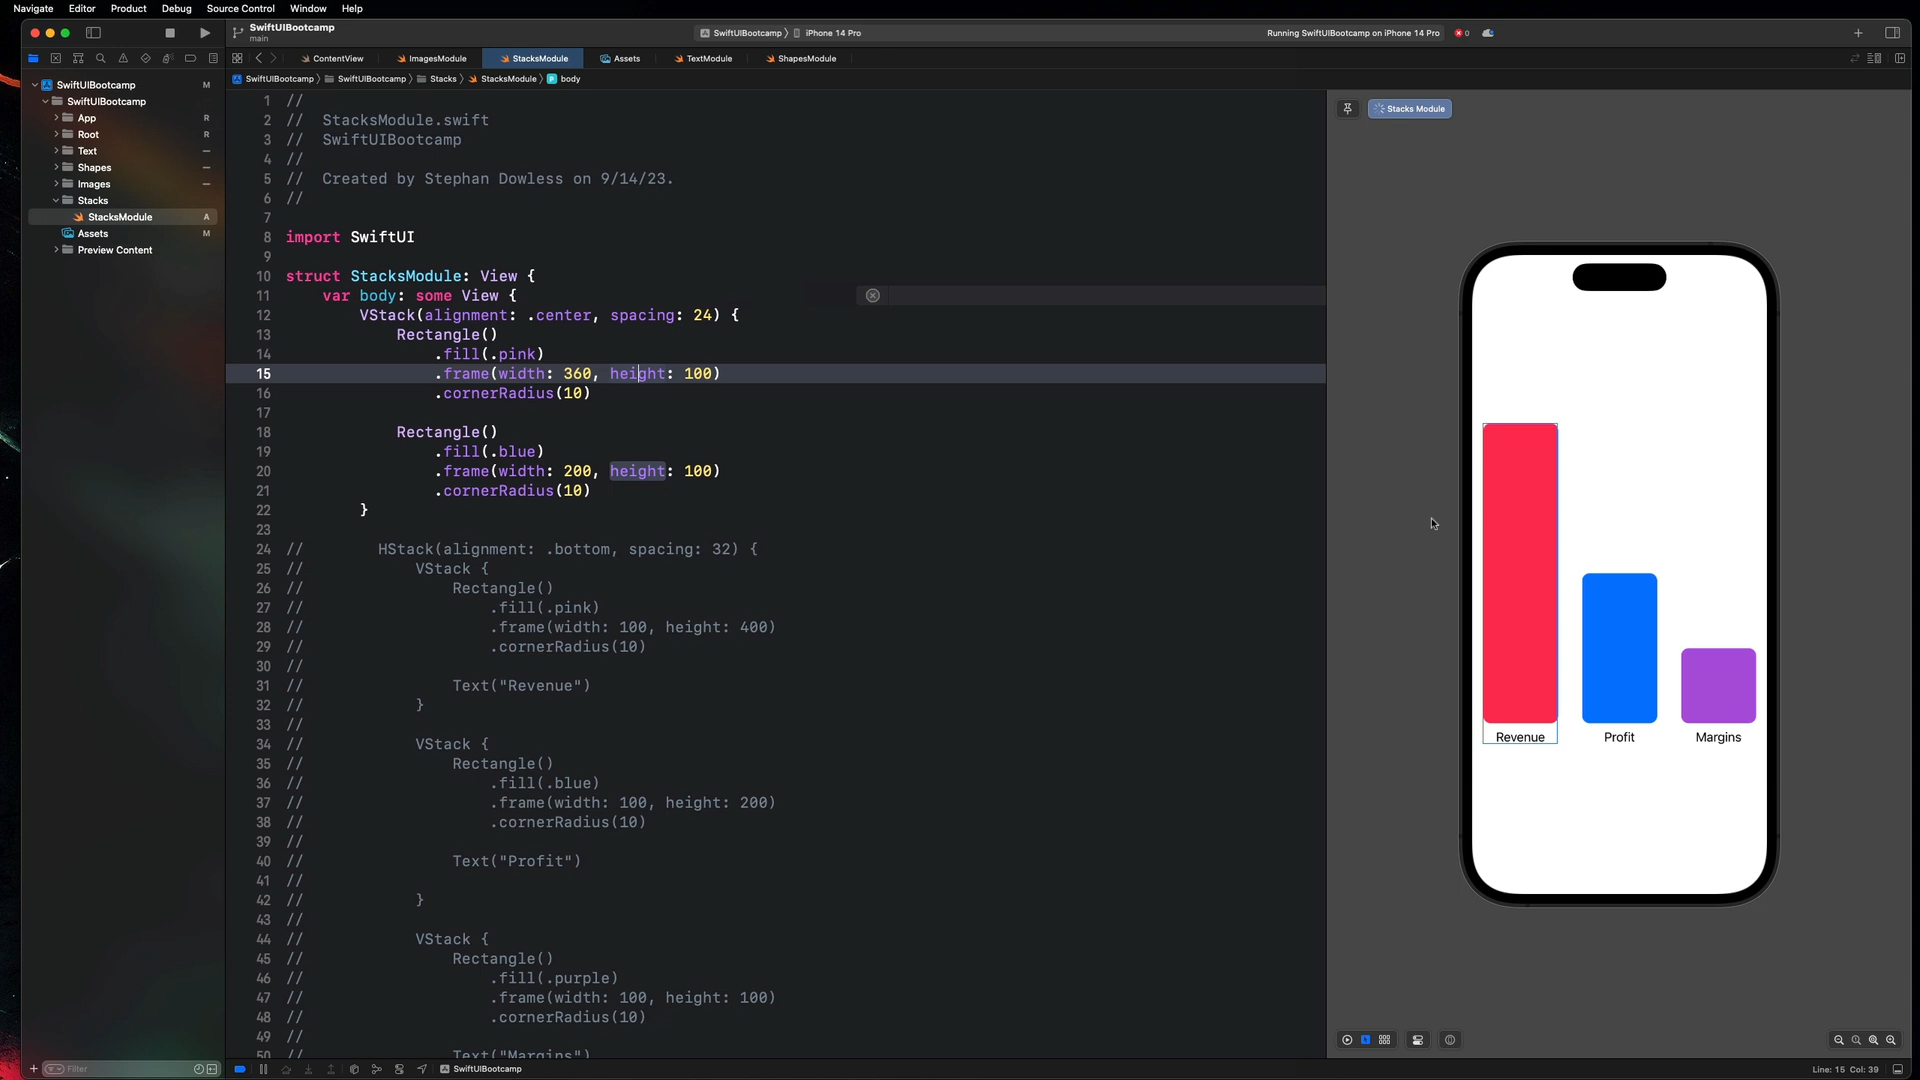 Navigate Editor Product Debug Source Control Window Help
SwiftUIBootcamp
main
SwiftUIBootcamp iPhone 14 Pro
Running SwiftUIBootcamp on iPhone 14 Pro 0
ContentView ImagesModule StacksModule Assets TextModule ShapesModule
SwiftUIBootcamp SwiftUIBootcamp Stacks StacksModule body
SwiftUIBootcamp M
SwiftUIBootcamp
App R
Root R
Text
Shapes
Images
Stacks
StacksModule A
Assets M
Preview Content
Filter
1 //
2 // StacksModule.swift
3 // SwiftUIBootcamp
4 //
5 // Created by Stephan Dowless on 9/14/23.
6 //
7
8 import SwiftUI
9
10 struct StacksModule: View {
11 var body: some View {
12 VStack(alignment: .center, spacing: 24) {
13 Rectangle()
14 .fill(.pink)
15 .frame(width: 360, height: 100)
16 .cornerRadius(10)
17
18 Rectangle()
19 .fill(.blue)
20 .frame(width: 200, height: 100)
21 .cornerRadius(10)
22 }
23
24 // HStack(alignment: .bottom, spacing: 32) {
25 // VStack {
26 // Rectangle()
27 // .fill(.pink)
28 // .frame(width: 100, height: 400)
29 // .cornerRadius(10)
30 //
31 // Text("Revenue")
32 // }
33 //
34 // VStack {
35 // Rectangle()
36 // .fill(.blue)
37 // .frame(width: 100, height: 200)
38 // .cornerRadius(10)
39 //
40 // Text("Profit")
41 //
42 // }
43 //
44 // VStack {
45 // Rectangle()
46 // .fill(.purple)
47 // .frame(width: 100, height: 100)
48 // .cornerRadius(10)
49 //
50 // Text("Margins")
Stacks Module
Revenue Profit Margins
SwiftUIBootcamp
Line: 15 Col: 39